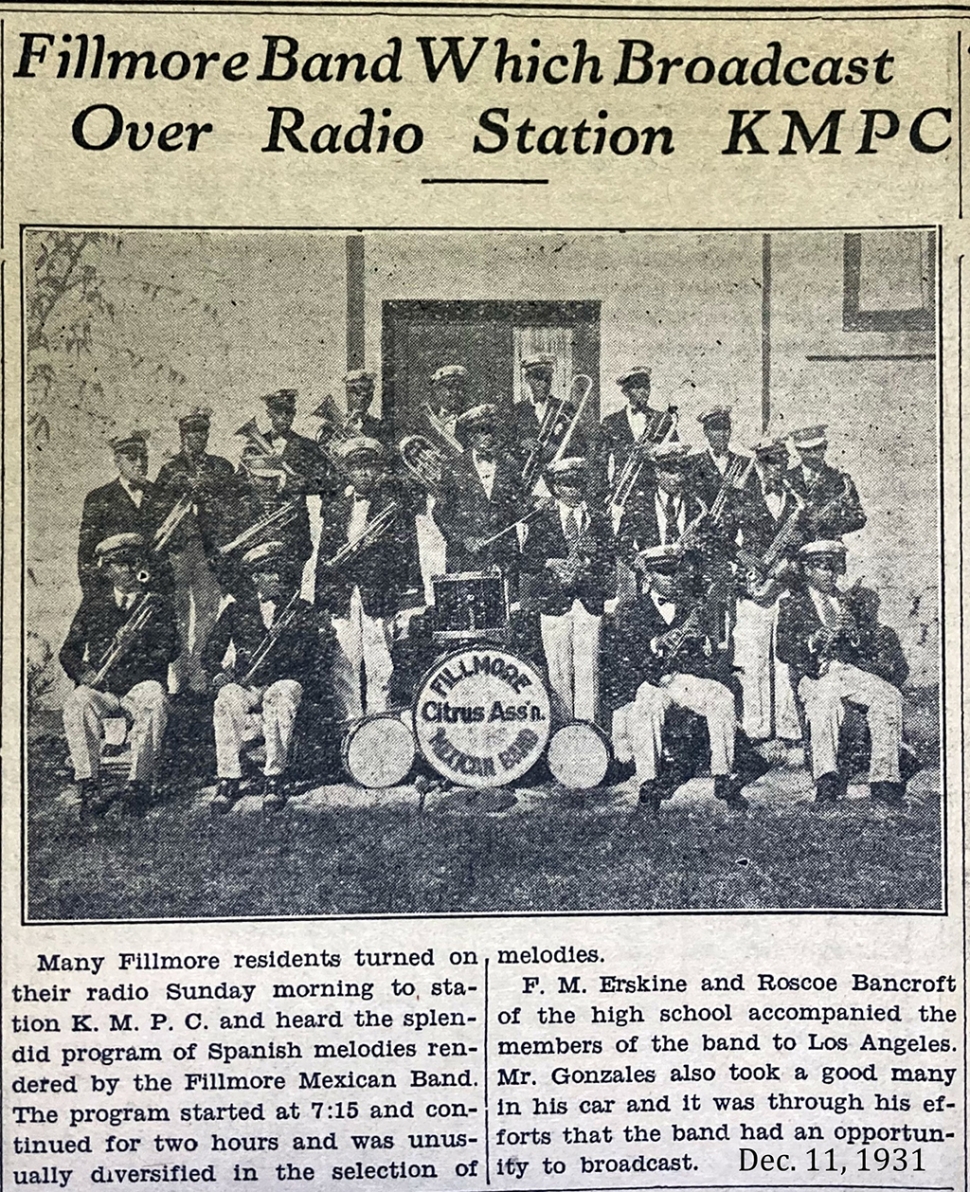 Fillmore Band Which Broadcast
Over Radio Station KMPC
FILLMORE
Citrus Ass'n.
MEXICAN BAND
Many Fillmore residents turned on
their radio Sunday morning to sta-
tion K. M. P. C. and heard the splen-
did program of Spanish melodies ren-
dered by the Fillmore Mexican Band.
The program started at 7:15 and con-
tinued for two hours and was unus-
ually diversified in the selection of
melodies.
F. M. Erskine and Roscoe Bancroft
of the high school accompanied the
members of the band to Los Angeles.
Mr. Gonzales also took a good many
in his car and it was through his ef-
forts that the band had an opportun-
ity to broadcast.
Dec. 11, 1931